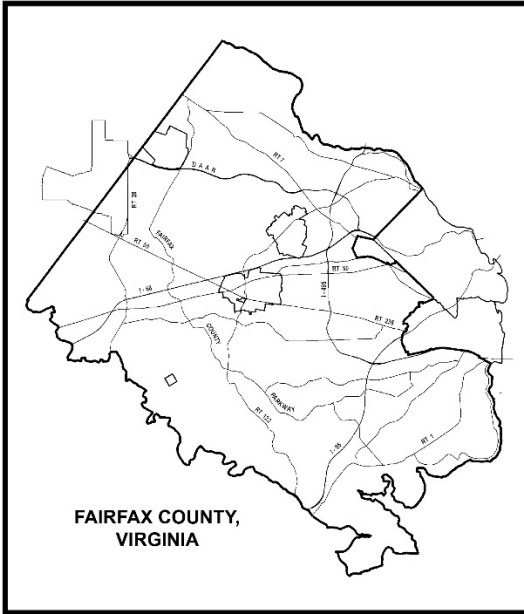 RT 7
D A A R
RT 28
FAIRFAX
RT 50
I - 66
RT 50
I - 495
RT 236
COUNTY
PARKWAY
RT 123
I - 95
RT 1
FAIRFAX COUNTY,
VIRGINIA